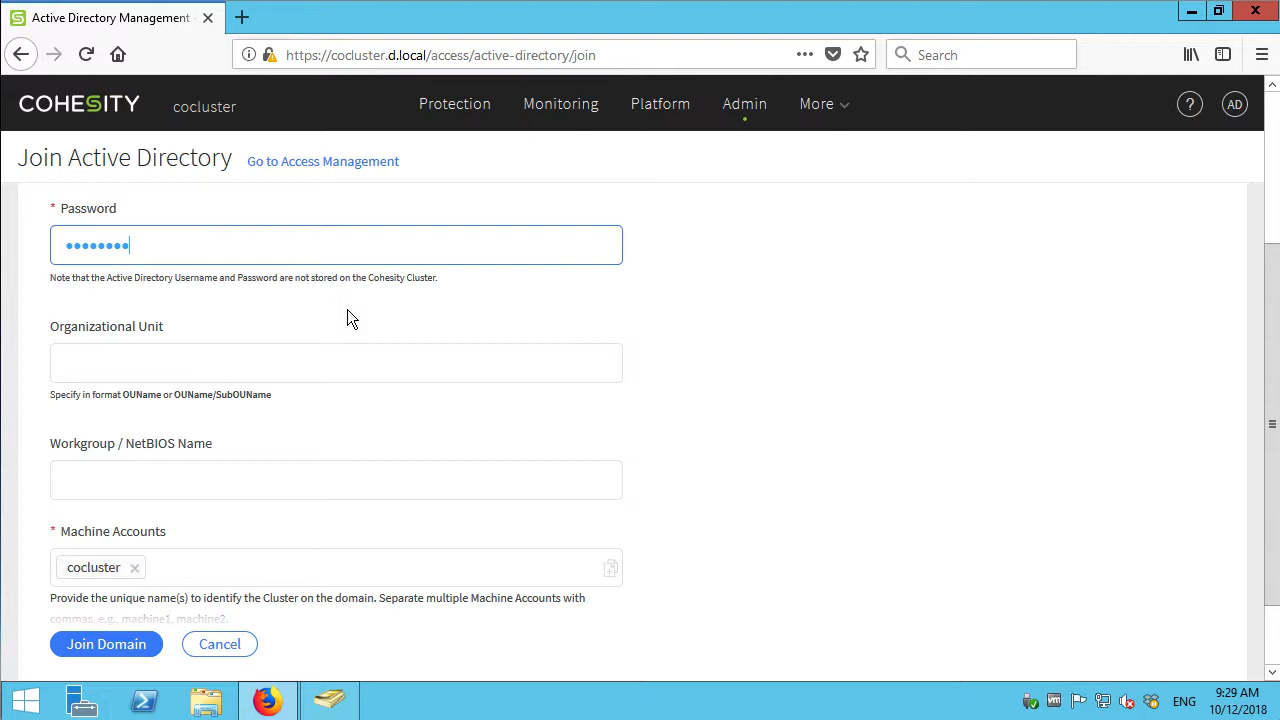 Active Directory Management
https://cocluster.d.local/access/active-directory/join
Search
COHESITY
cocluster
Protection
Monitoring
Platform
Admin
More
?
AD
Join Active Directory
Go to Access Management
* Password
Note that the Active Directory Username and Password are not stored on the Cohesity Cluster.
Organizational Unit
Specify in format OUName or OUName/SubOUName
Workgroup / NetBIOS Name
* Machine Accounts
cocluster
Provide the unique name(s) to identify the Cluster on the domain. Separate multiple Machine Accounts with
commas, e.g., machine1, machine2.
Join Domain
Cancel
ENG
9:29 AM
10/12/2018